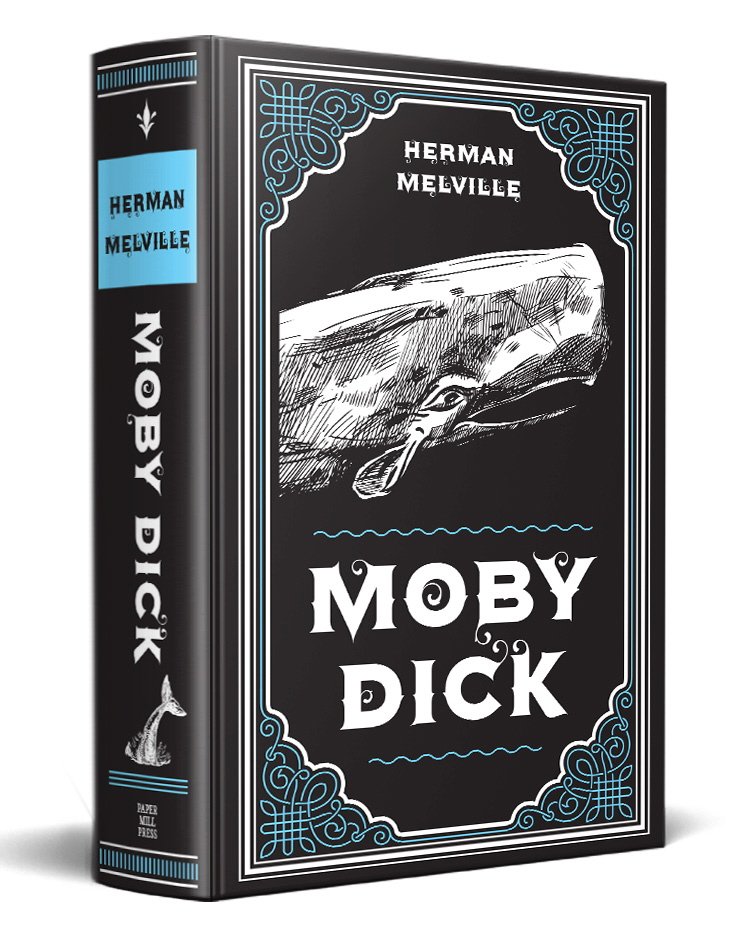 HERMAN
MELVILLE
MOBY DICK
PAPER
MILL
PRESS
HERMAN
MELVILLE
MOBY
DICK